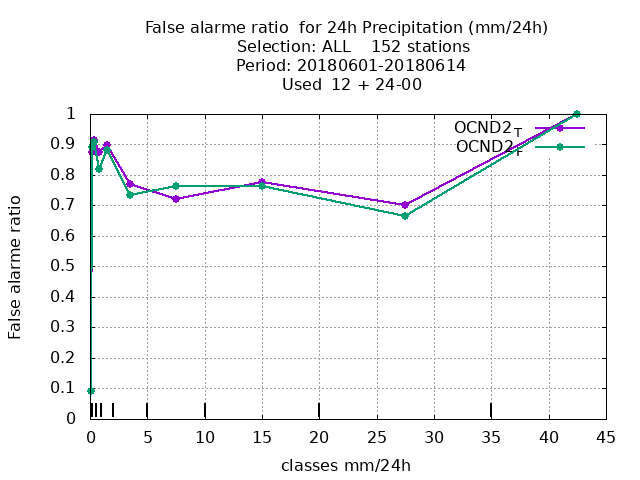 False alarme ratio  for 24h Precipitation (mm/24h)
Selection: ALL    152 stations
Period: 20180601-20180614
Used  12 + 24-00
OCND2T
OCND2F
1
0.9
0.8
0.7
0.6
0.5
0.4
0.3
0.2
0.1
0
False alarme ratio
0 5 10 15 20 25 30 35 40 45
classes mm/24h